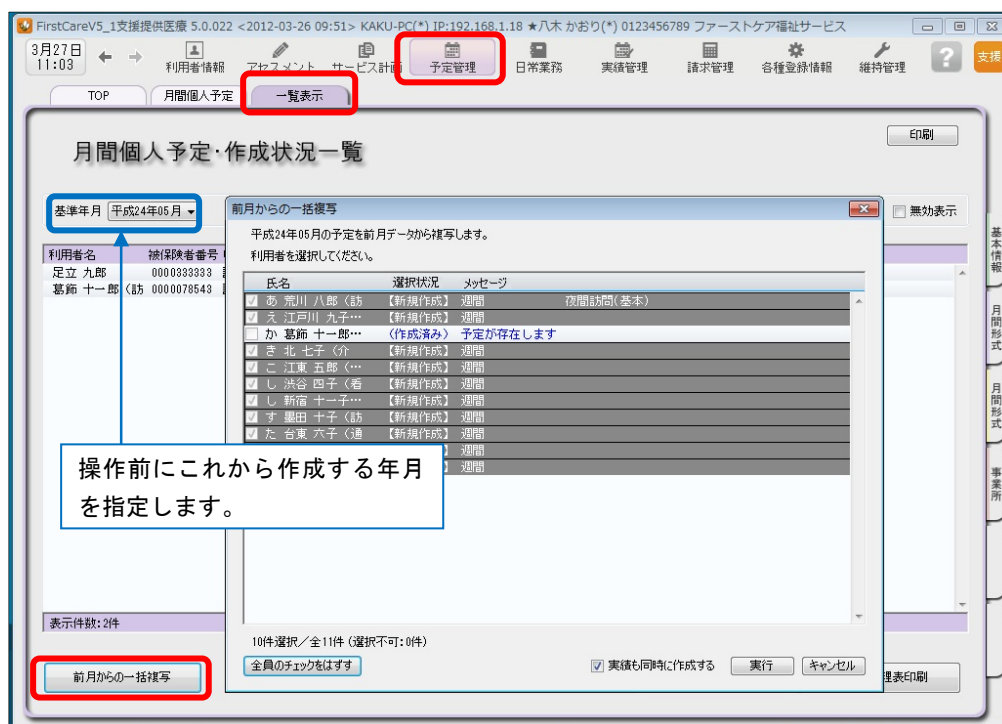 FirstCareV5_1支援提供医療 5.0.022 <2012-03-26 09:51> KAKU-PC(*) IP:192.168.1.18 ★八木 かおり(*) 0123456789 ファーストケア福祉サービス
3月27日
11:03
利用者情報 アセスメント サービス計画 予定管理 日常業務 実績管理 請求管理 各種登録情報 維持管理 ? 支援
TOP 月間個人予定 一覧表示
月間個人予定・作成状況一覧
印刷
基準年月 平成24年05月
無効表示
利用者名 被保険者番号
足立 九郎 0000333333
葛飾 十一郎（訪 0000078543
前月からの一括複写
平成24年05月の予定を前月データから複写します。
利用者を選択してください。
氏名 選択状況 メッセージ
あ 荒川 八郎（訪 【新規作成】 週間 夜間訪問(基本)
え 江戸川 九子… 【新規作成】 週間
か 葛飾 十一郎… （作成済み） 予定が存在します
き 北 七子（介 【新規作成】 週間
こ 江東 五郎（… 【新規作成】 週間
し 渋谷 四子（看 【新規作成】 週間
し 新宿 十一子… 【新規作成】 週間
す 墨田 十子（訪 【新規作成】 週間
た 台東 六子（通 【新規作成】 週間
週間
週間
操作前にこれから作成する年月
を指定します。
10件選択／全11件（選択不可:0件）
全員のチェックをはずす
実績も同時に作成する 実行 キャンセル
表示件数:2件
前月からの一括複写
理表印刷
基本情報
月間形式
月間形式
事業所